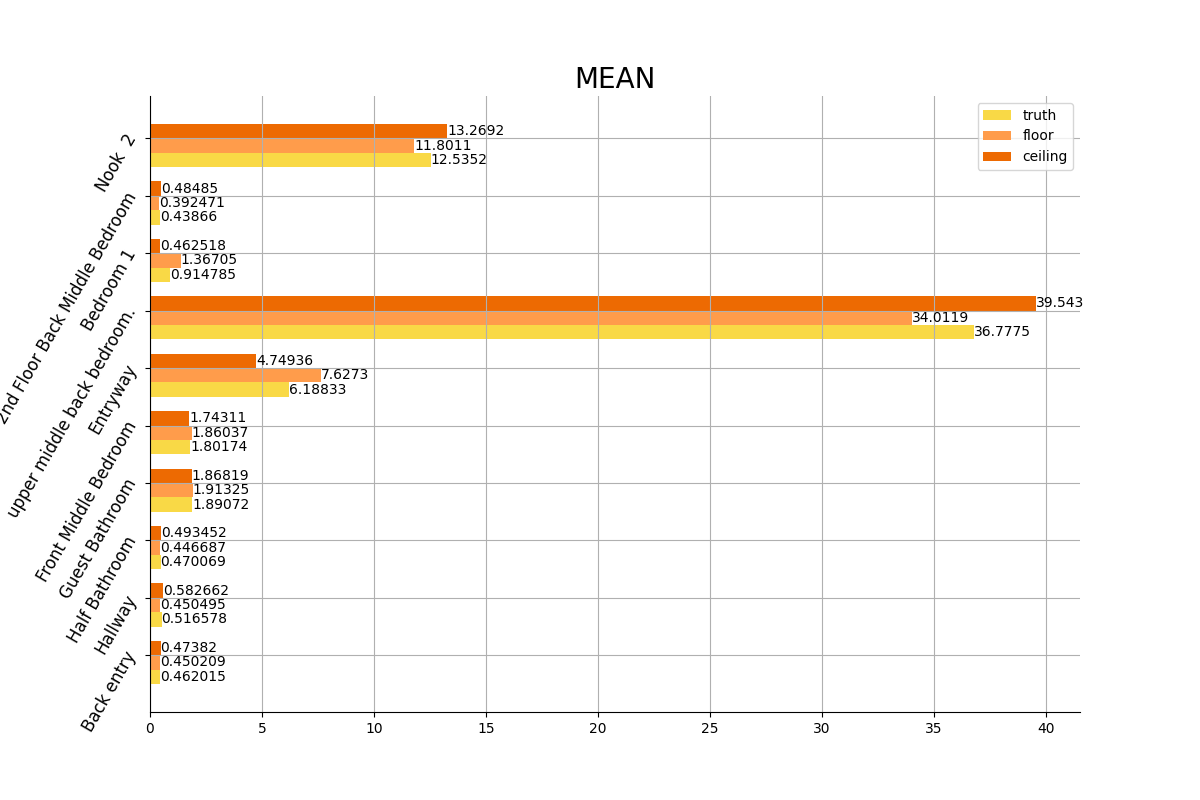 MEAN
truth
floor
ceiling
Nook  2
13.2692
11.8011
12.5352
2nd Floor Back Middle Bedroom
0.48485
0.392471
0.43866
Bedroom 1
0.462518
1.36705
0.914785
upper middle back bedroom.
39.543
34.0119
36.7775
Entryway
4.74936
7.6273
6.18833
Front Middle Bedroom
1.74311
1.86037
1.80174
Guest Bathroom
1.86819
1.91325
1.89072
Half Bathroom
0.493452
0.446687
0.470069
Hallway
0.582662
0.450495
0.516578
Back entry
0.47382
0.450209
0.462015
0 5 10 15 20 25 30 35 40